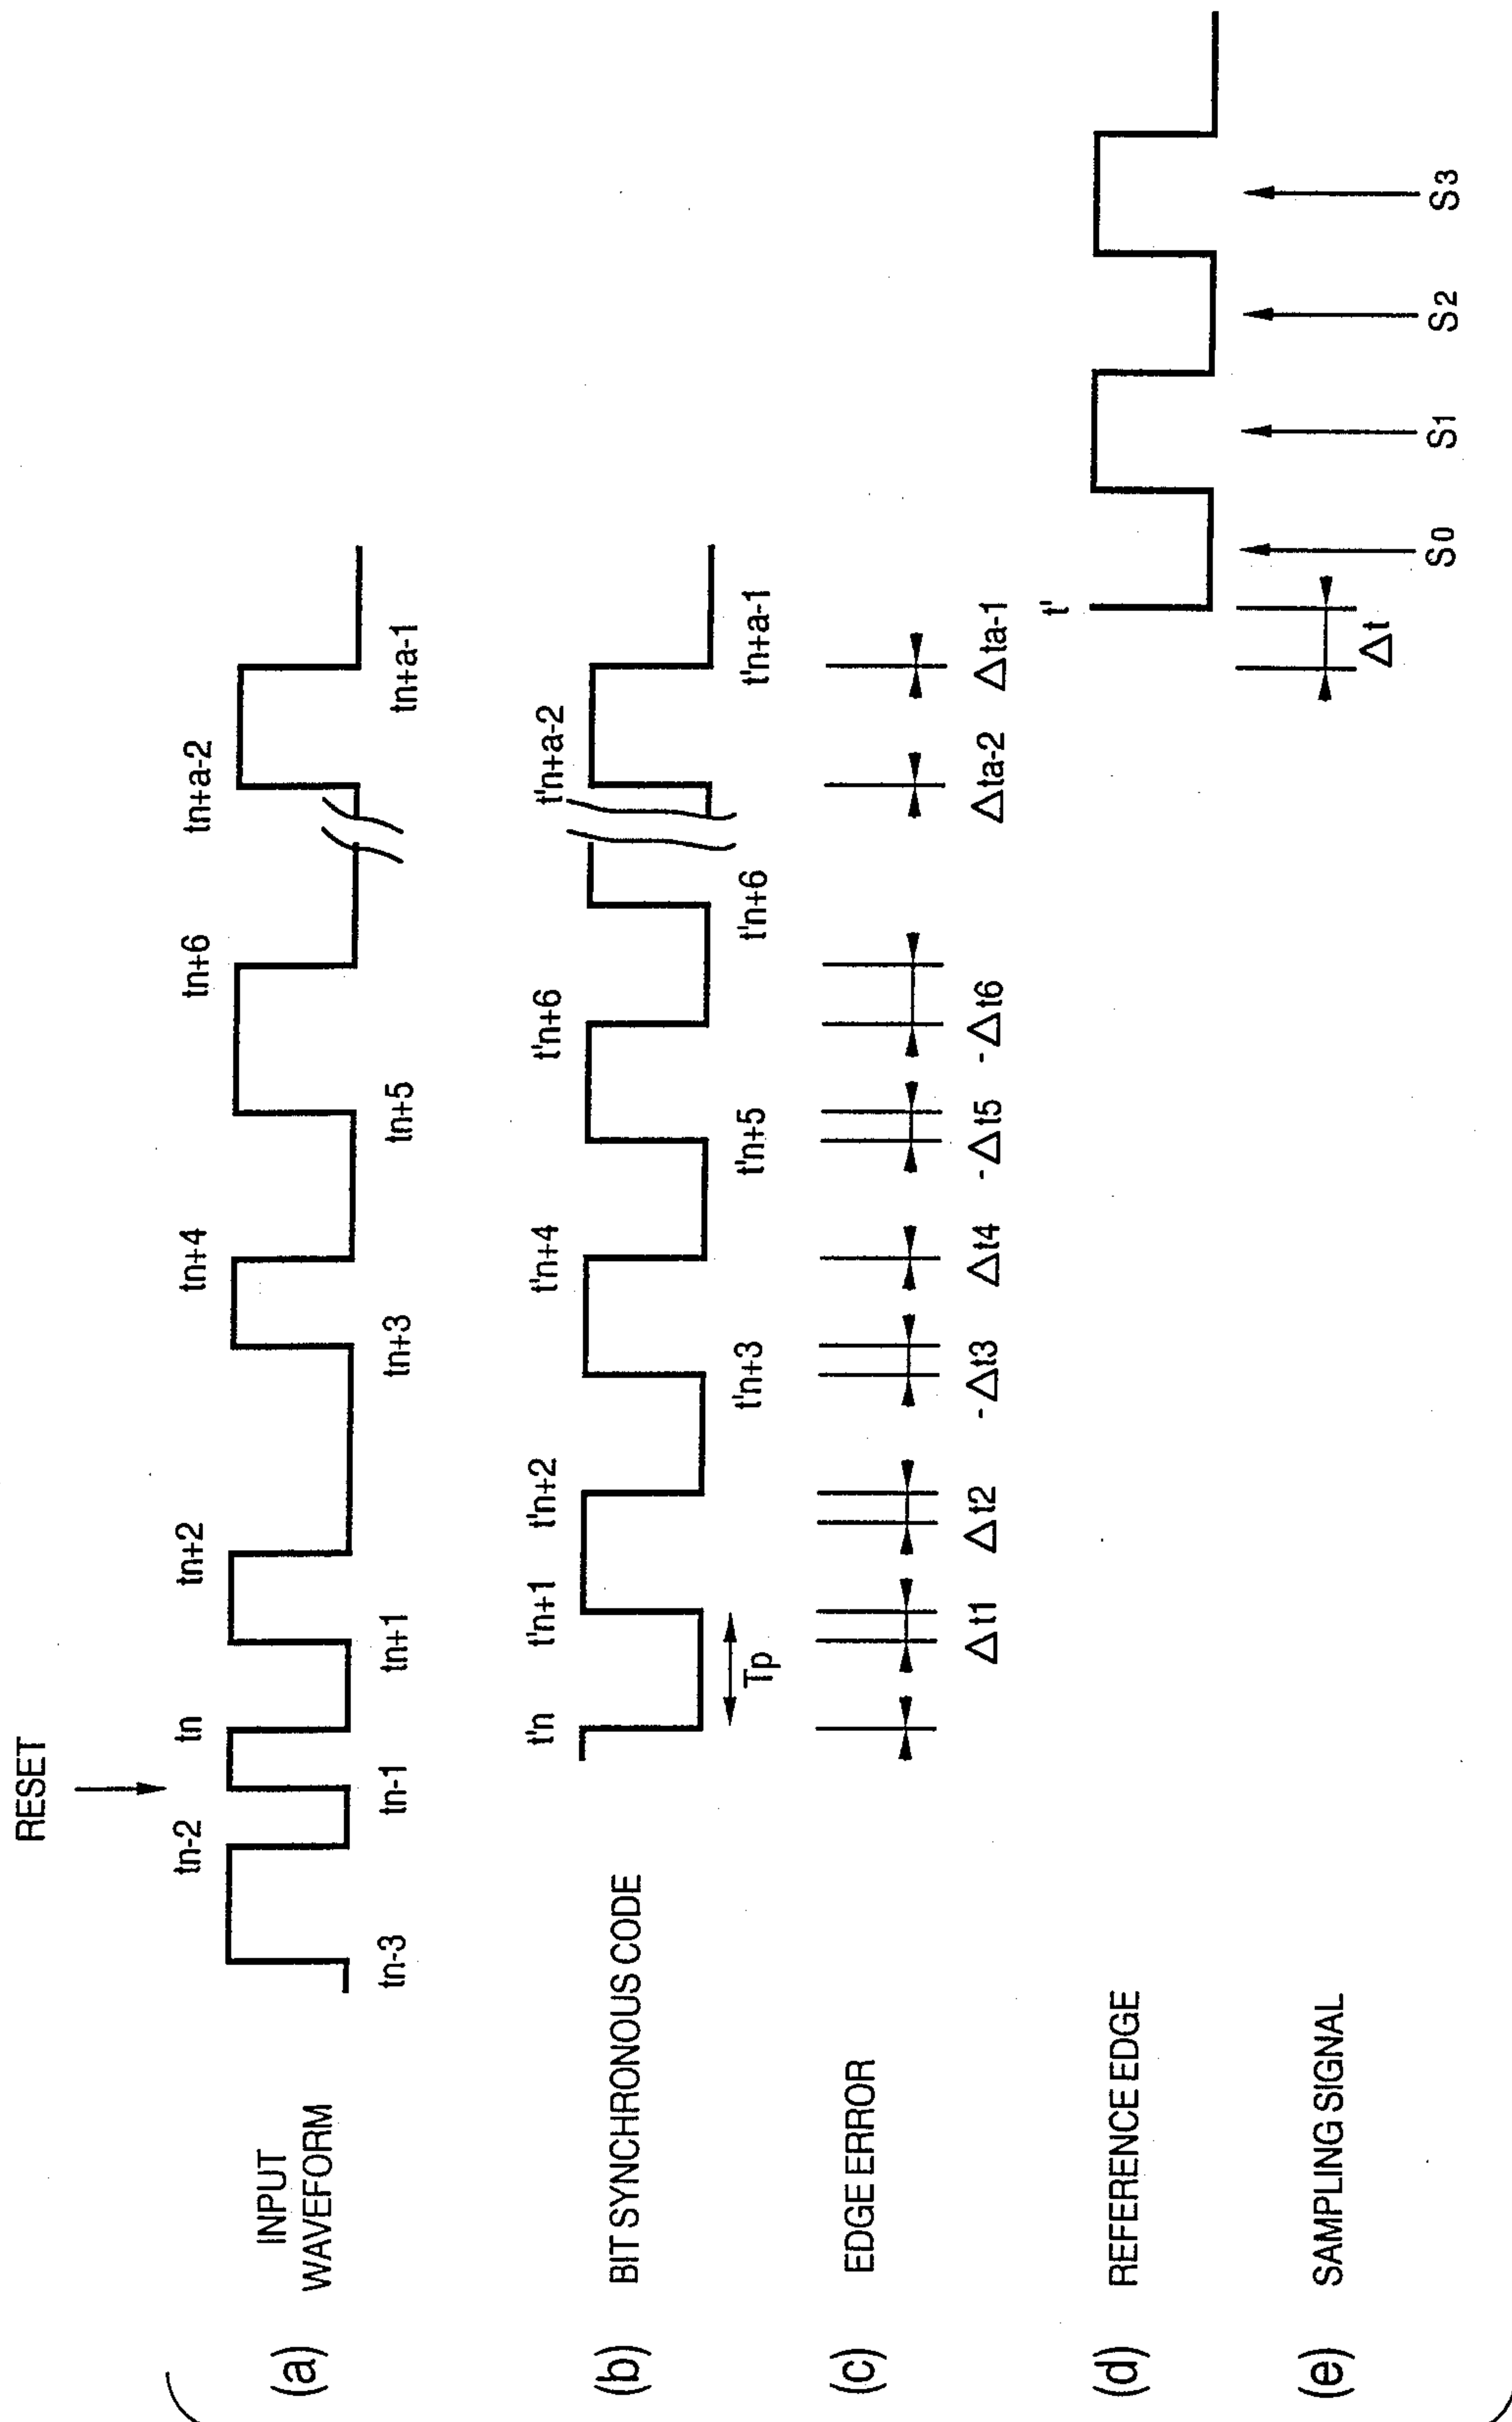 RESET
tn-2 tn tn+2 tn+4 tn+6 tn+a-2
(a) INPUT
WAVEFORM
tn-3 tn-1 tn+1 tn+3 tn+5 tn+a-1
t'n t'n+1 t'n+2 t'n+4 t'n+6 t'n+a-2
(b) BIT SYNCHRONOUS CODE
Tp t'n+3 t'n+5 t'n+6 t'n+a-1
(c) EDGE ERROR
Δt1 Δt2 -Δt3 Δt4 -Δt5 -Δt6 Δta-2 Δta-1
t'
(d) REFERENCE EDGE
(e) SAMPLING SIGNAL
Δt
S0 S1 S2 S3